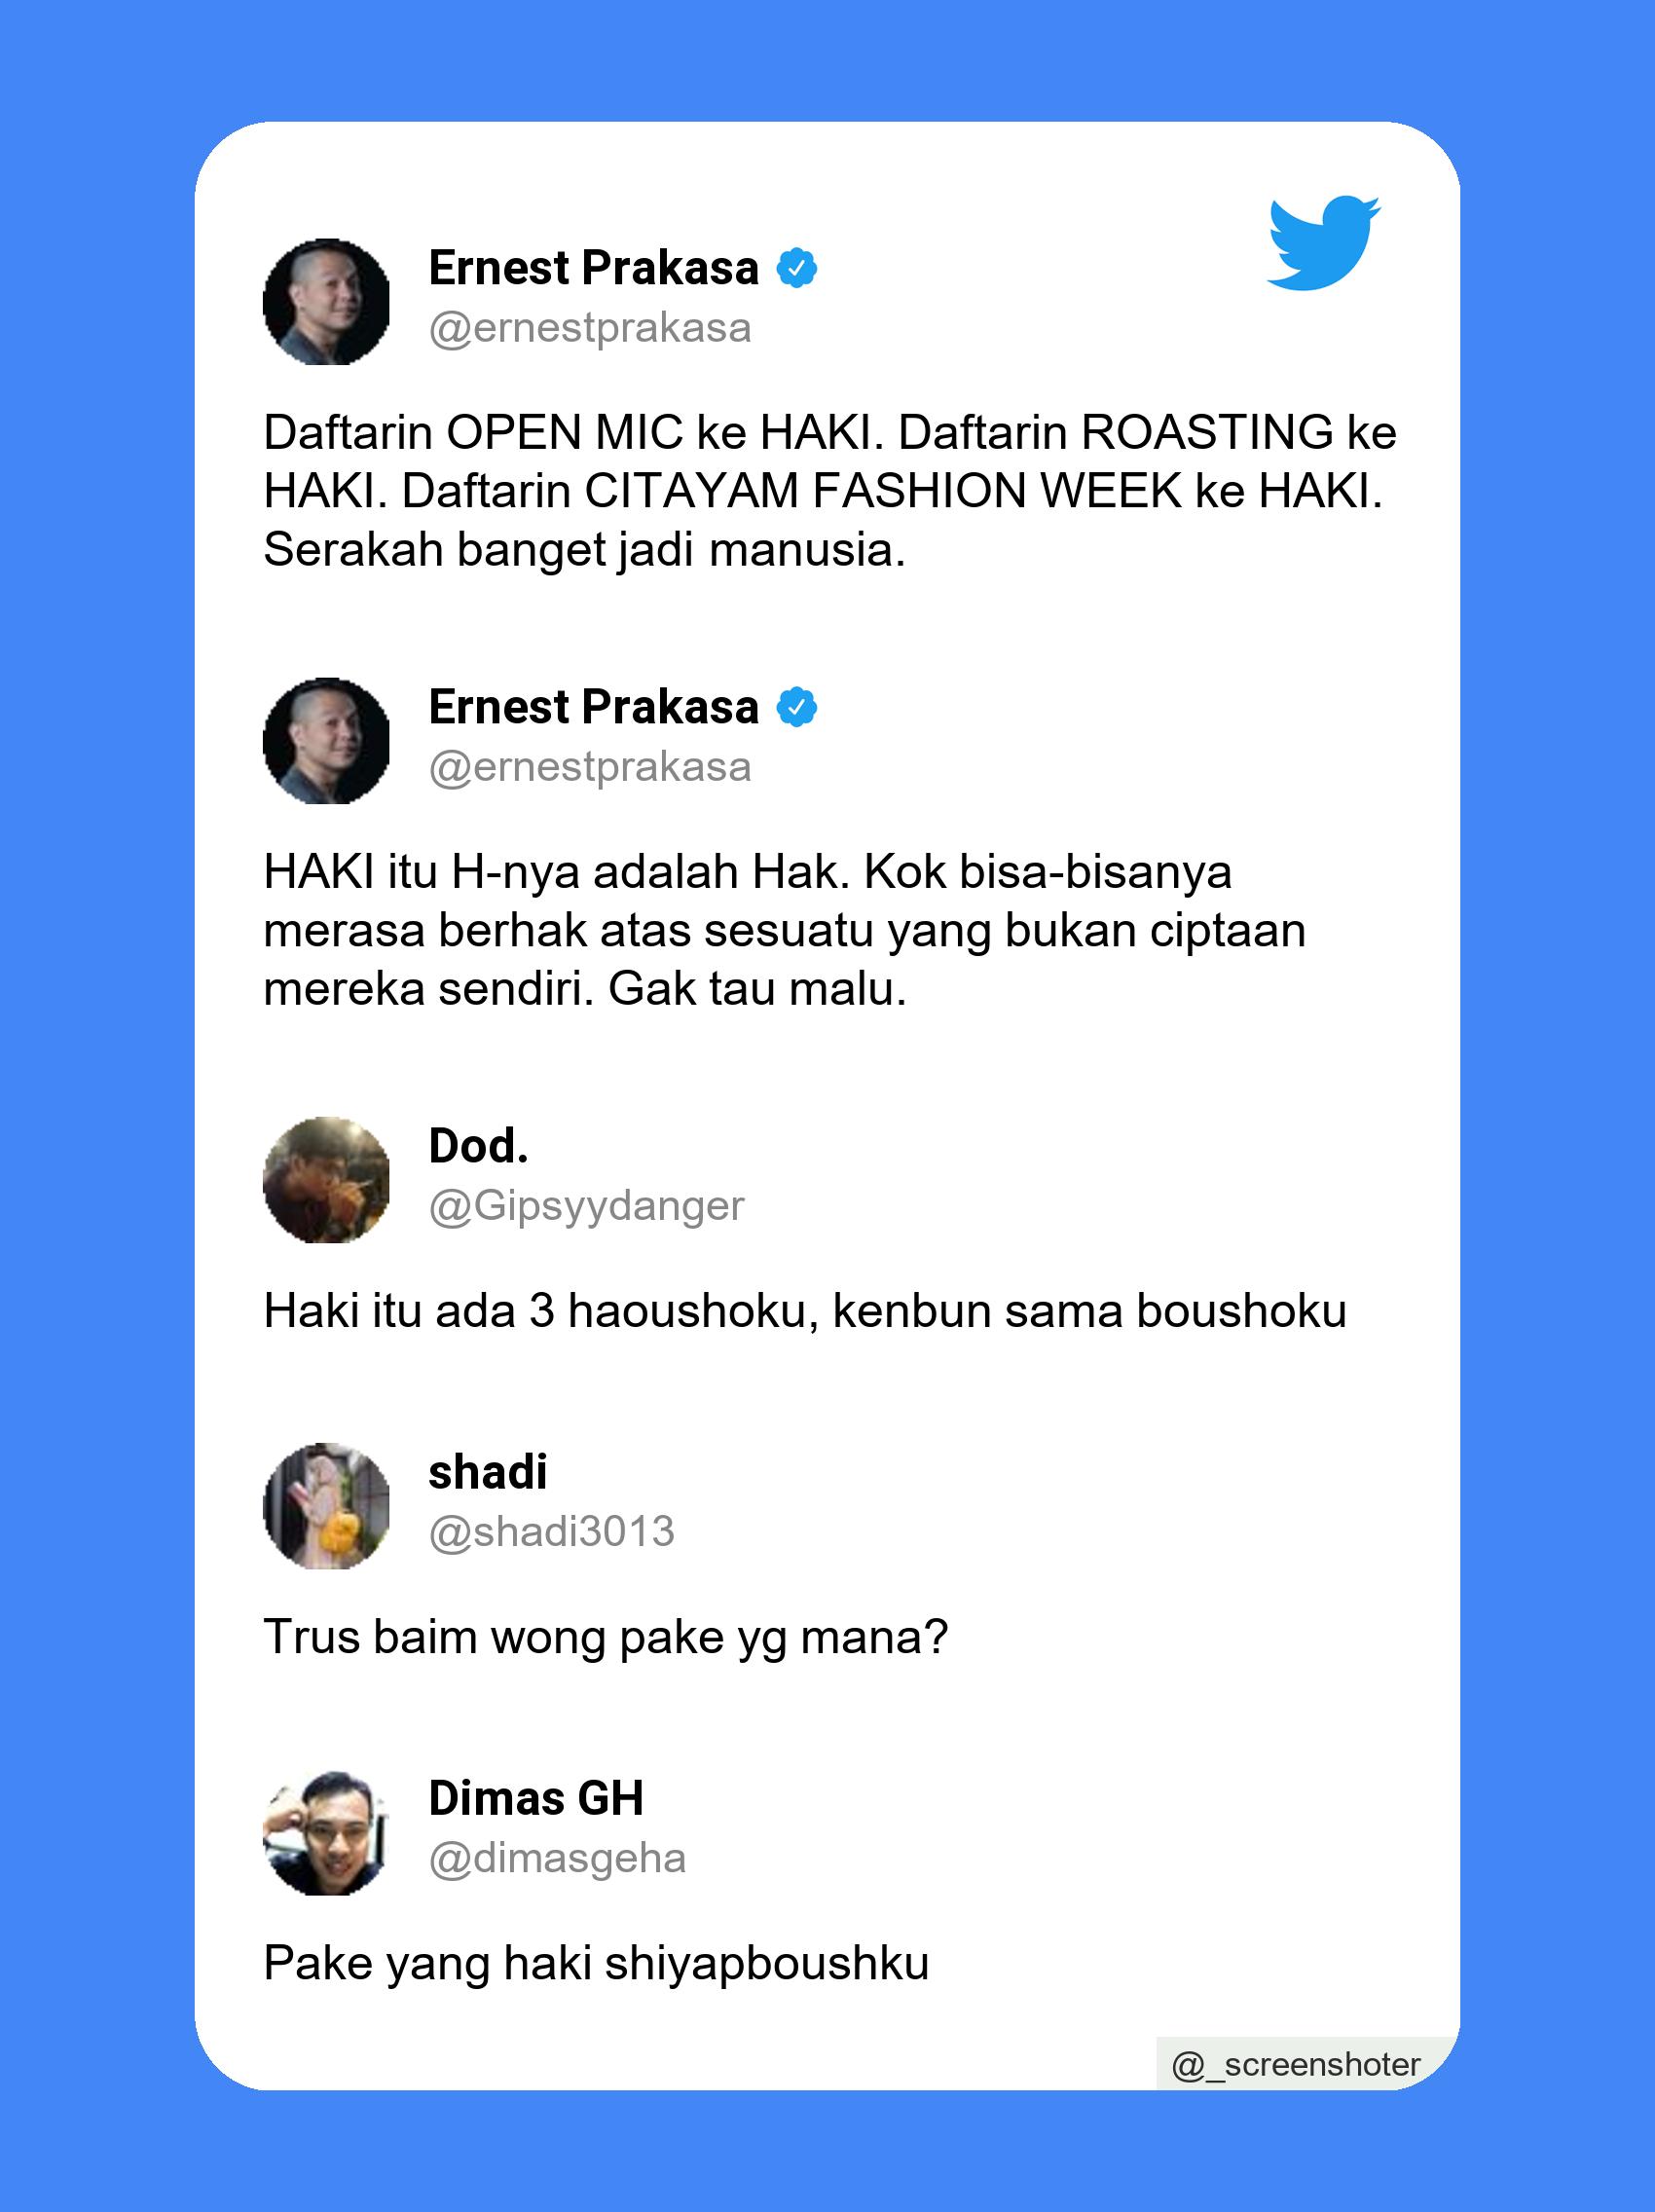 Ernest Prakasa
@ernestprakasa
Daftarin OPEN MIC ke HAKI. Daftarin ROASTING ke
HAKI. Daftarin CITAYAM FASHION WEEK ke HAKI.
Serakah banget jadi manusia.
Ernest Prakasa
@ernestprakasa
HAKI itu H-nya adalah Hak. Kok bisa-bisanya
merasa berhak atas sesuatu yang bukan ciptaan
mereka sendiri. Gak tau malu.
Dod.
@Gipsyydanger
Haki itu ada 3 haoushoku, kenbun sama boushoku
shadi
@shadi3013
Trus baim wong pake yg mana?
Dimas GH
@dimasgeha
Pake yang haki shiyapboushku
@_screenshoter